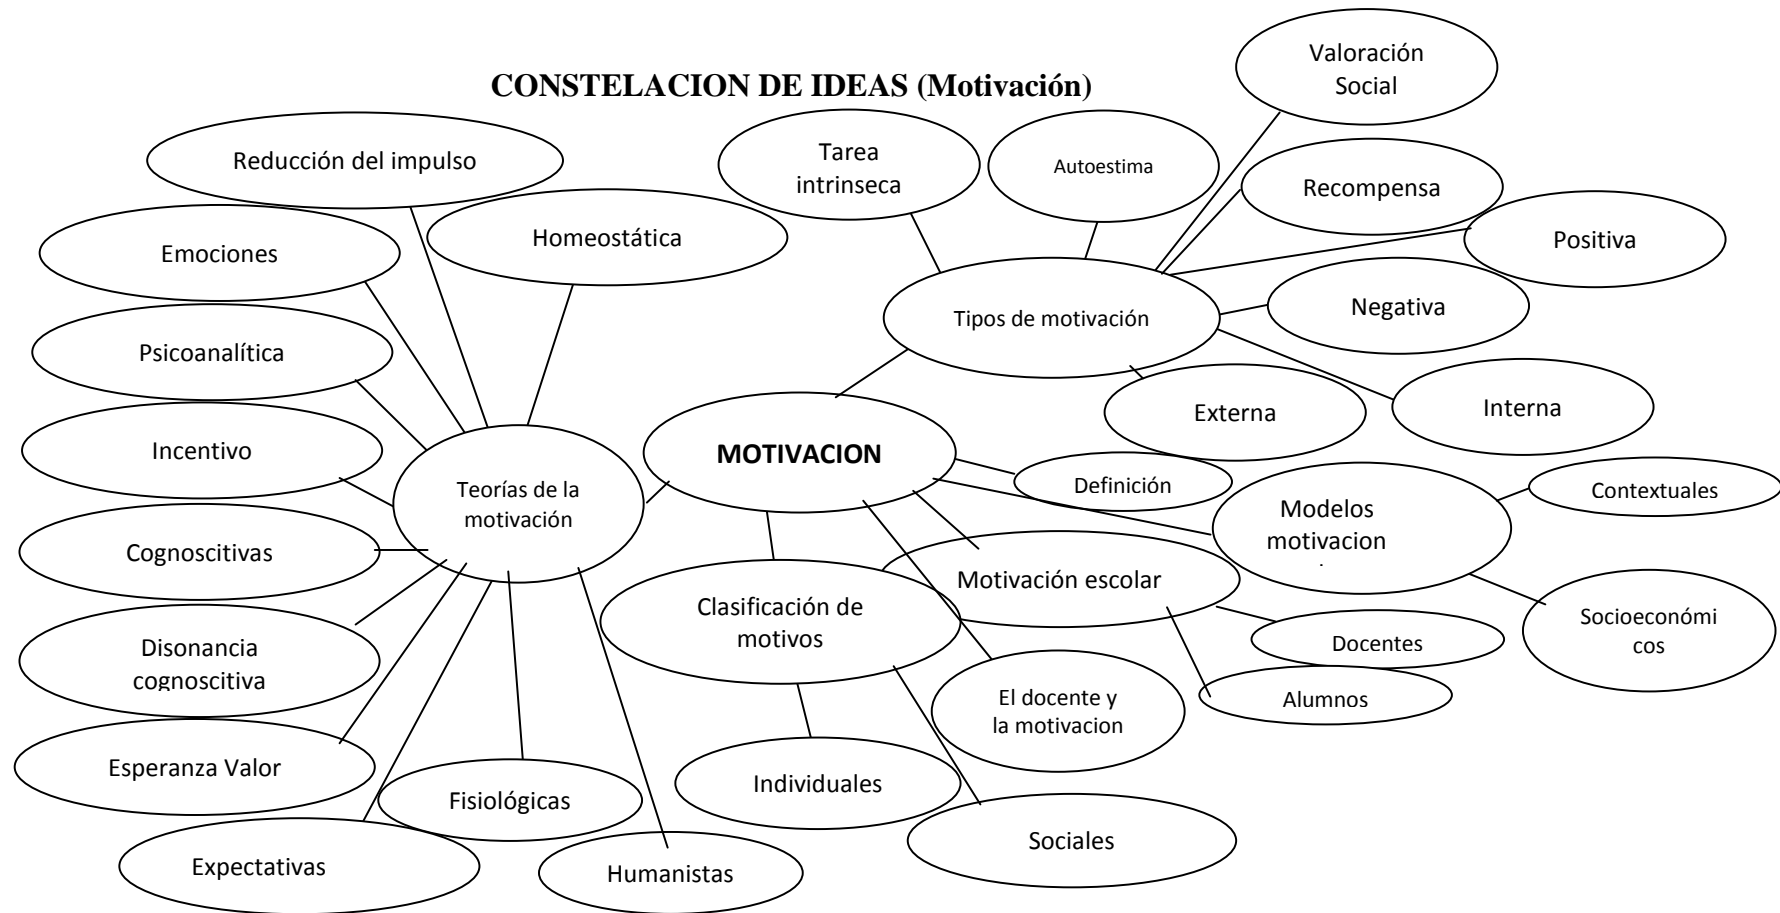 CONSTELACION DE IDEAS (Motivación)
Valoración
Social
Reducción del impulso
Tarea
intrinseca
Autoestima
Recompensa
Emociones
Homeostática
Positiva
Psicoanalítica
Tipos de motivación
Negativa
Incentivo
MOTIVACION
Externa
Interna
Teorías de la
motivación
Definición
Contextuales
Modelos
motivacion
Cognoscitivas
Motivación escolar
Clasificación de
motivos
Docentes
Socioeconómi
cos
Disonancia
cognoscitiva
El docente y
la motivacion
Alumnos
Esperanza Valor
Fisiológicas
Individuales
Sociales
Expectativas
Humanistas